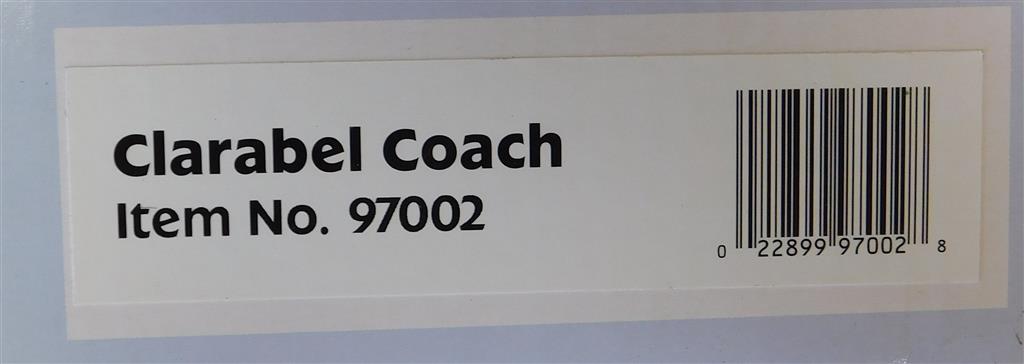 Clarabel Coach
Item No. 97002
0 22899 97002 8